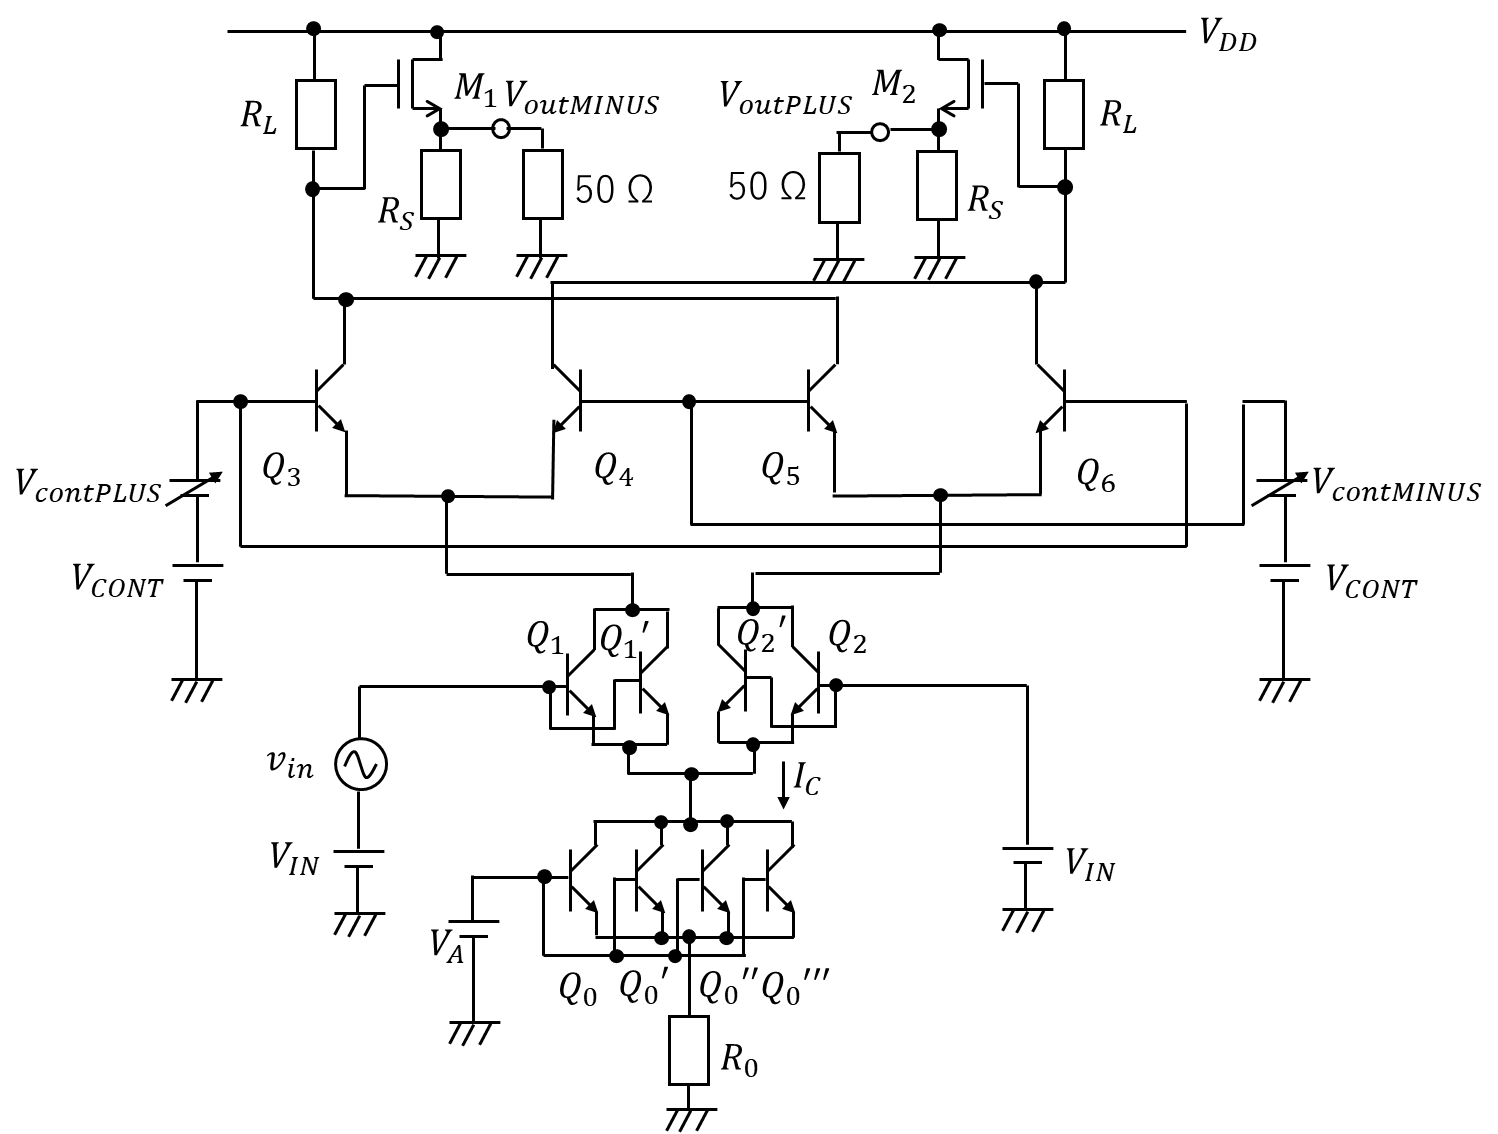 V_DD
R_L
M_1
V_outMINUS
V_outPLUS
M_2
R_L
R_S
50 Ω
50 Ω
R_S
Q_3
Q_4
Q_5
Q_6
V_contPLUS
V_contMINUS
V_CONT
V_CONT
Q_1
Q_1′
Q_2′
Q_2
v_in
I_C
V_IN
V_IN
V_A
Q_0
Q_0′
Q_0′′
Q_0′′′
R_0